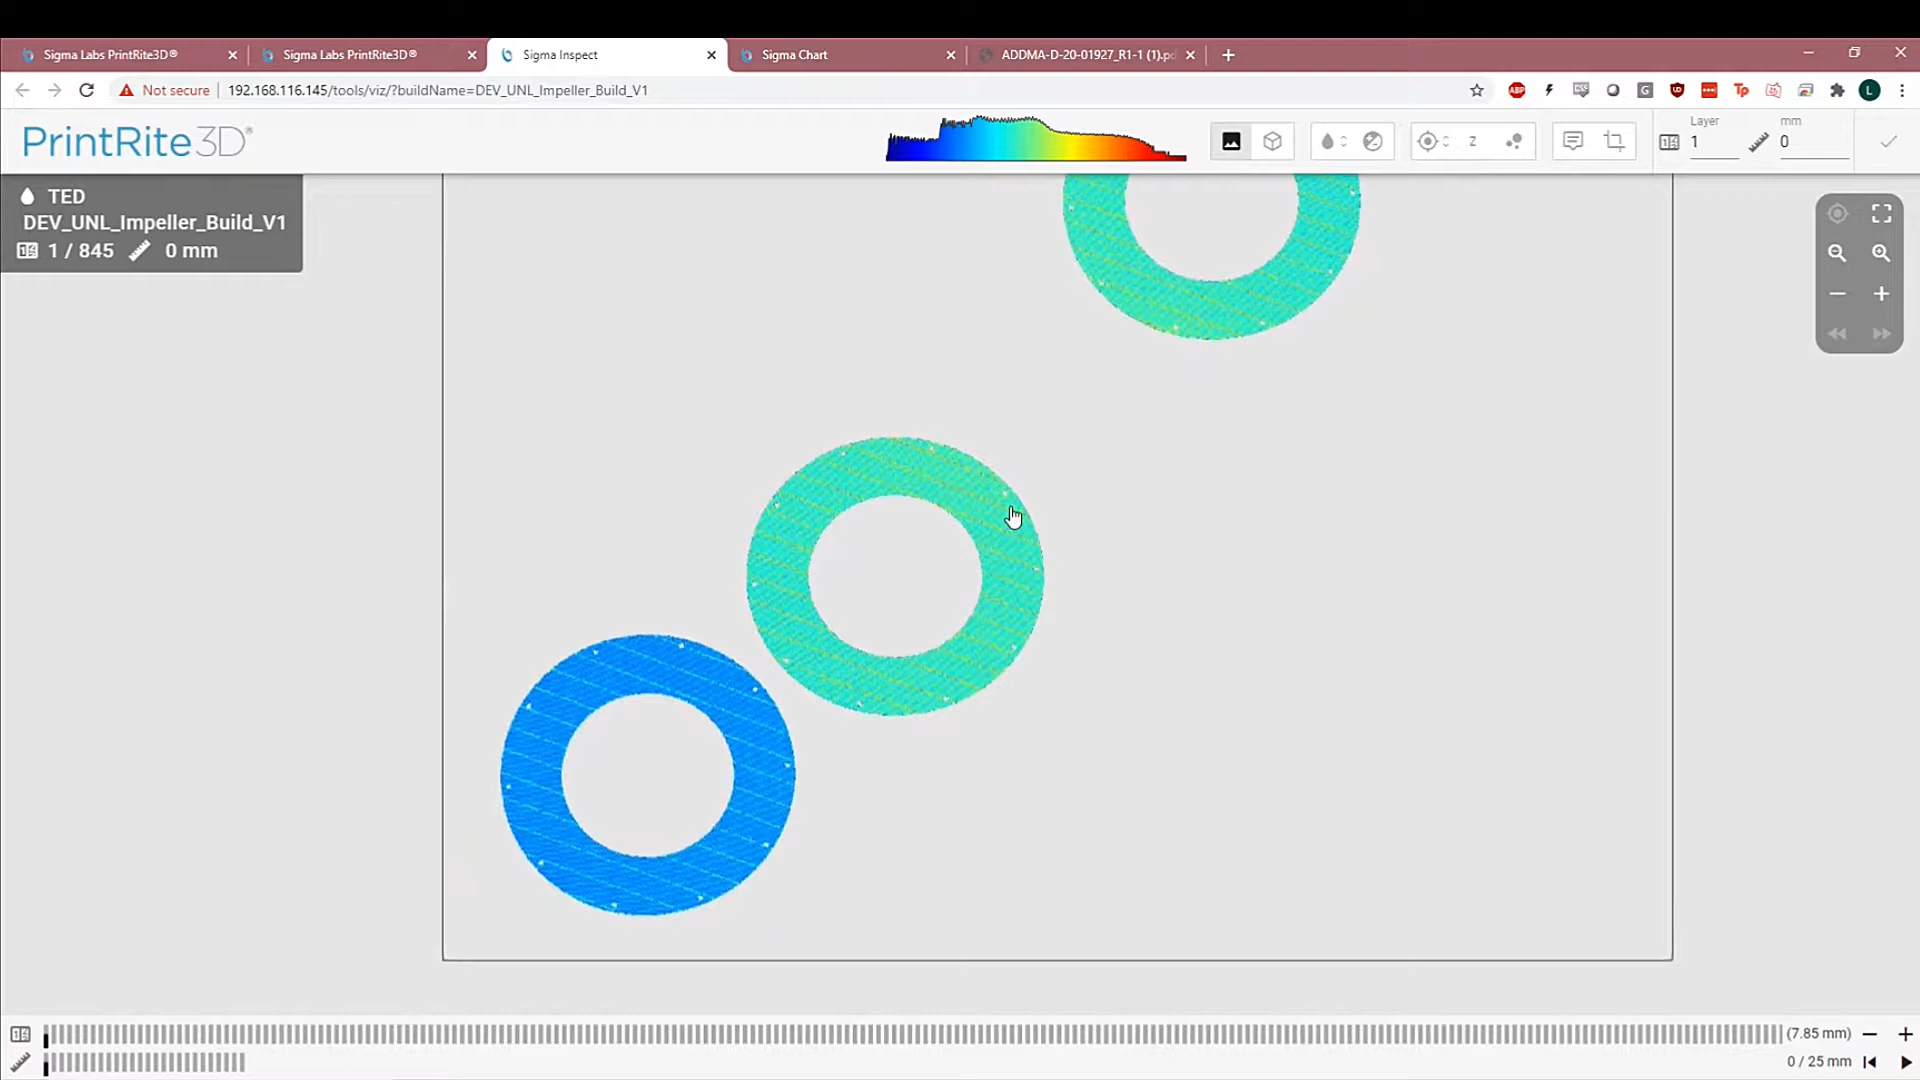 Sigma Labs PrintRite3D®
Sigma Labs PrintRite3D®
Sigma Inspect
Sigma Chart
ADDMA-D-20-01927_R1-1 (1).pd
Not secure
192.168.116.145/tools/viz/?buildName=DEV_UNL_Impeller_Build_V1
PrintRite3D®
Z
Layer
1
mm
0
TED
DEV_UNL_Impeller_Build_V1
1 / 845
0 mm
(7.85 mm)
0 / 25 mm